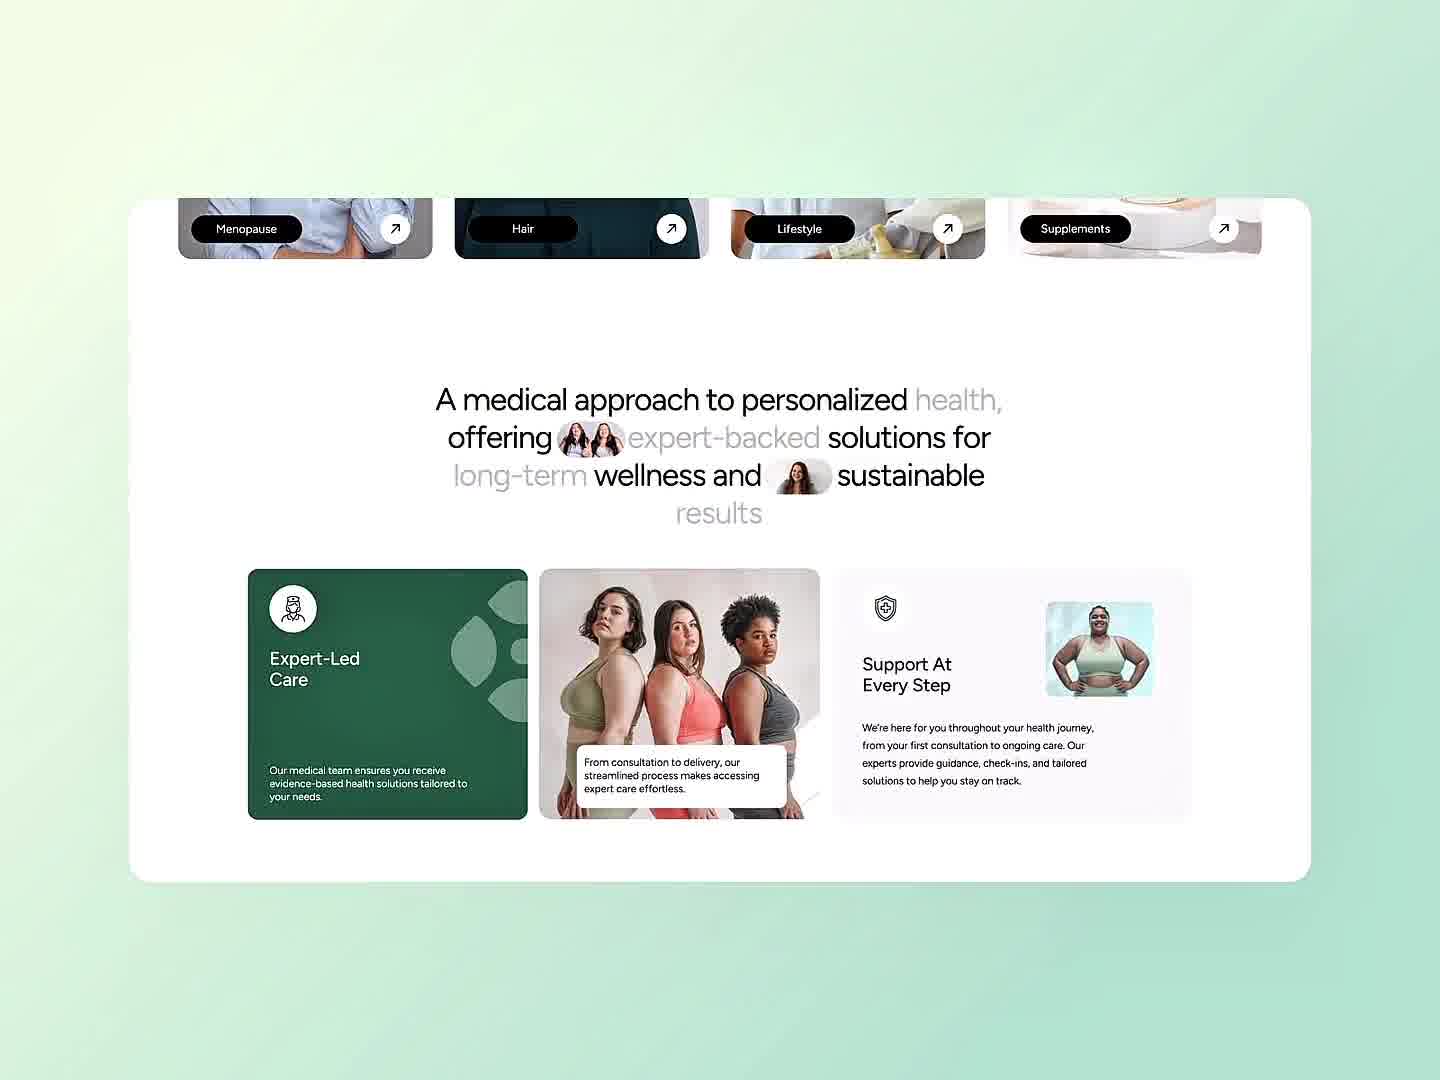 Menopause
Hair
Lifestyle
Supplements
A medical approach to personalized health,
offering expert-backed solutions for
long-term wellness and sustainable
results
Expert-Led
Care
Our medical team ensures you receive
evidence-based health solutions tailored to
your needs.
From consultation to delivery, our
streamlined process makes accessing
expert care effortless.
Support At
Every Step
We're here for you throughout your health journey,
from your first consultation to ongoing care. Our
experts provide guidance, check-ins, and tailored
solutions to help you stay on track.